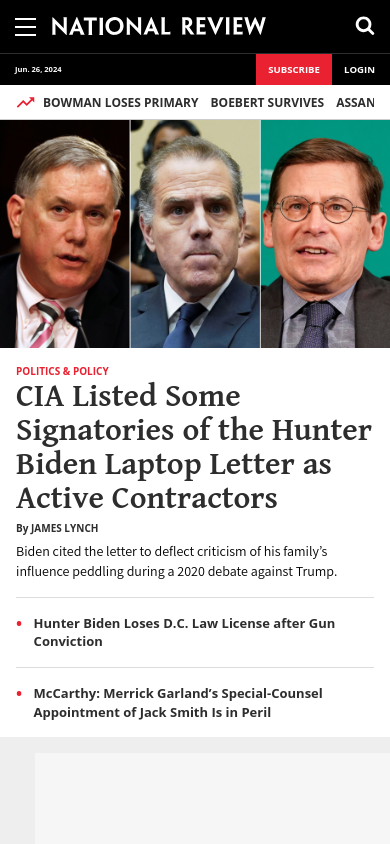 NATIONAL REVIEW
Jun. 26, 2024
SUBSCRIBE
LOGIN
BOWMAN LOSES PRIMARY BOEBERT SURVIVES ASSAN
POLITICS & POLICY
CIA Listed Some
Signatories of the Hunter
Biden Laptop Letter as
Active Contractors
By JAMES LYNCH
Biden cited the letter to deflect criticism of his family’s
influence peddling during a 2020 debate against Trump.
• Hunter Biden Loses D.C. Law License after Gun
Conviction
• McCarthy: Merrick Garland’s Special-Counsel
Appointment of Jack Smith Is in Peril